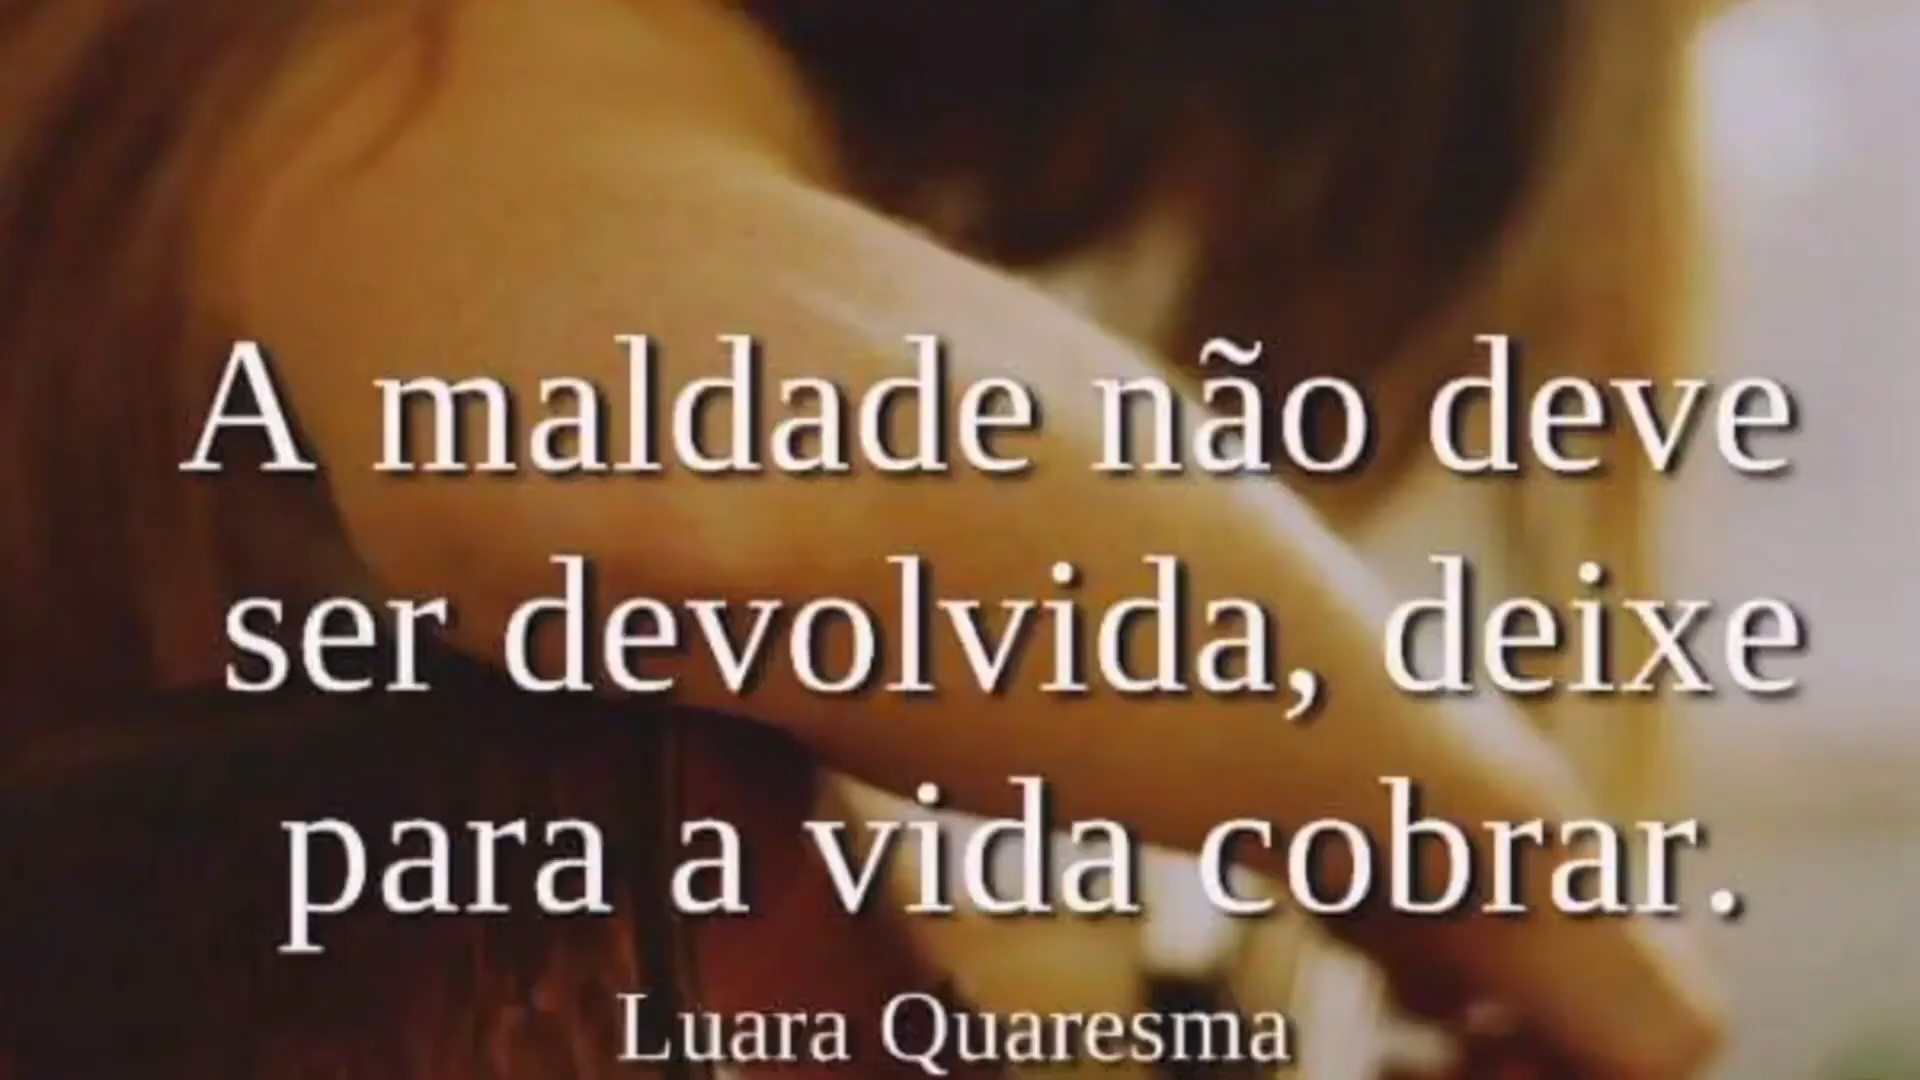 A maldade não deve
ser devolvida, deixe
para a vida cobrar.
Luara Quaresma